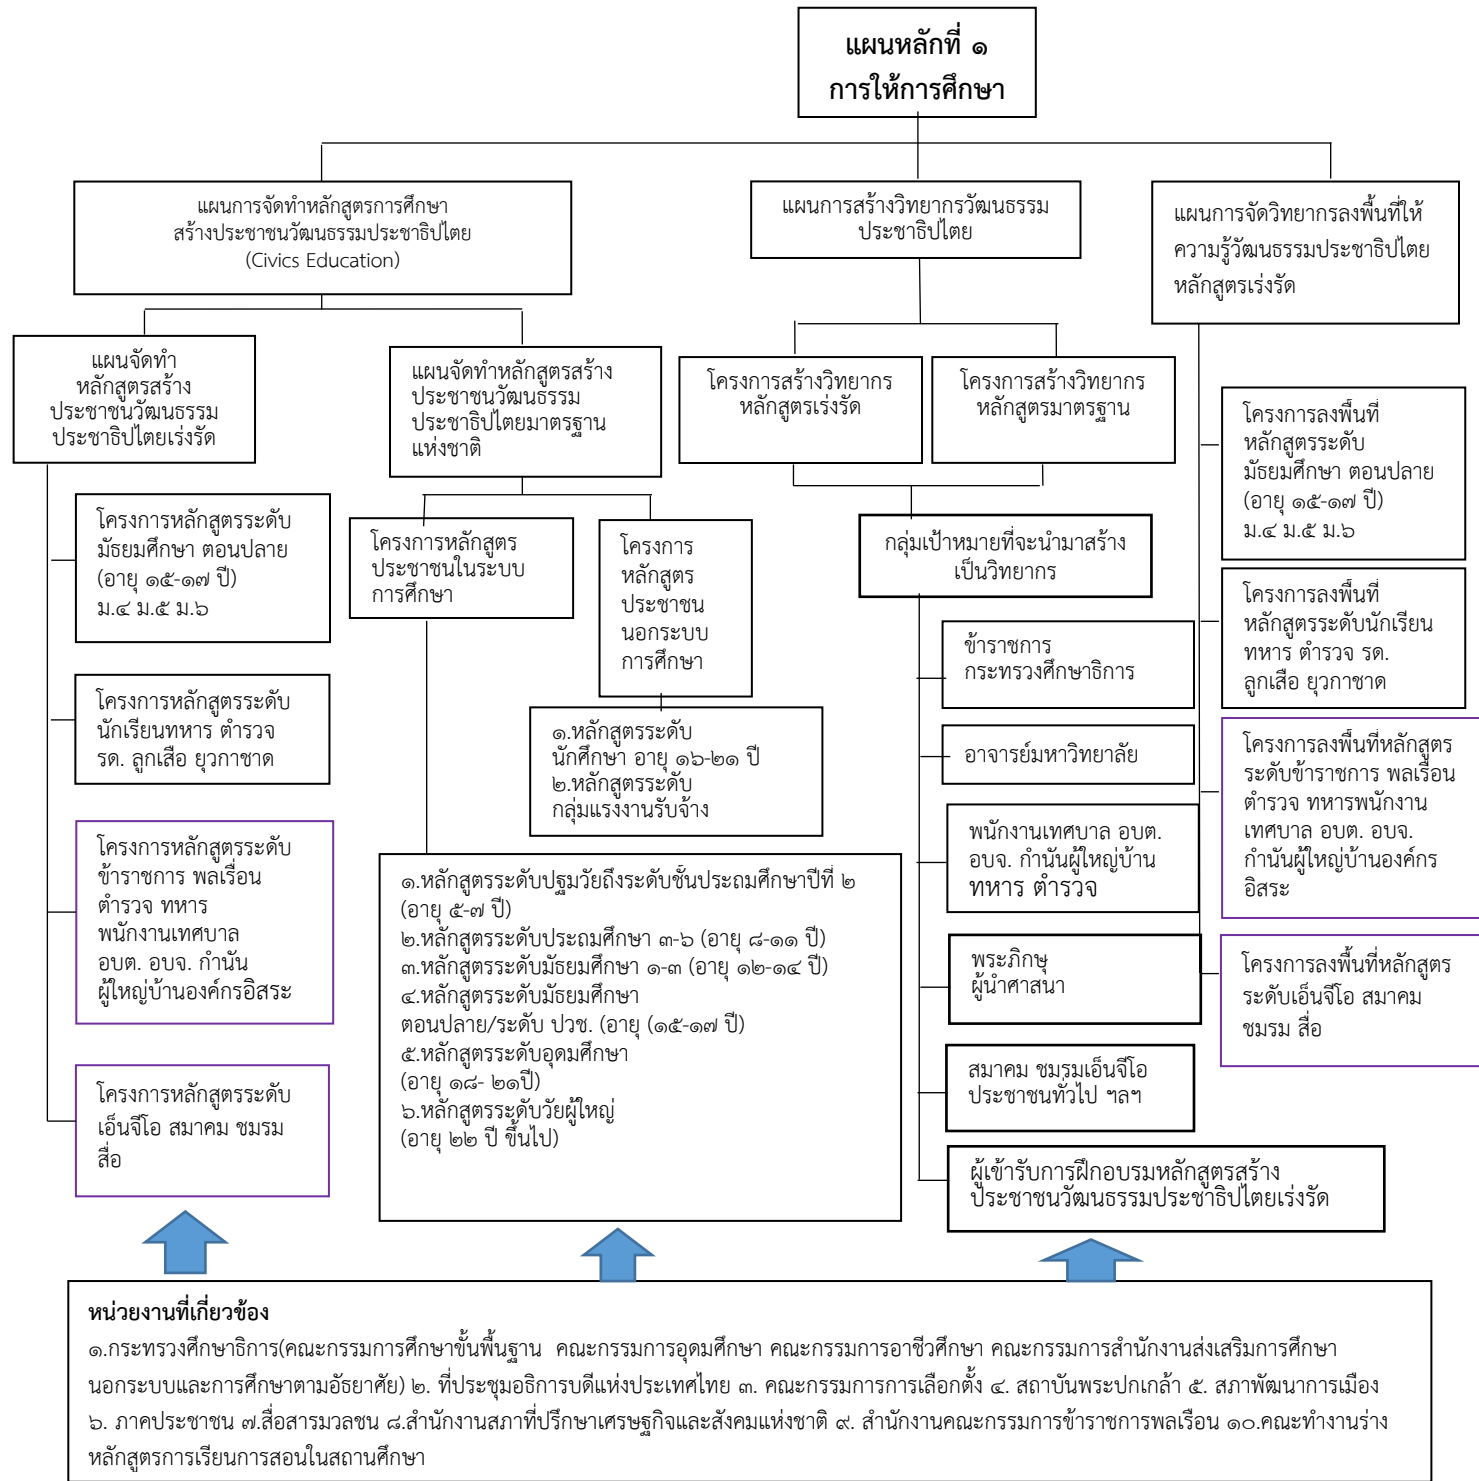 แผนหลักที่ ๑
การให้การศึกษา
แผนการจัดทำหลักสูตรการศึกษา
สร้างประชาชนวัฒนธรรมประชาธิปไตย
(Civics Education)
แผนการสร้างวิทยากรวัฒนธรรม
ประชาธิปไตย
แผนการจัดวิทยากรลงพื้นที่ให้
ความรู้วัฒนธรรมประชาธิปไตย
หลักสูตรเร่งรัด
แผนจัดทำ
หลักสูตรสร้าง
ประชาชนวัฒนธรรม
ประชาธิปไตยเร่งรัด
แผนจัดทำหลักสูตรสร้าง
ประชาชนวัฒนธรรม
ประชาธิปไตยมาตรฐาน
แห่งชาติ
โครงการสร้างวิทยากร
หลักสูตรเร่งรัด
โครงการสร้างวิทยากร
หลักสูตรมาตรฐาน
โครงการหลักสูตรระดับ
มัธยมศึกษา ตอนปลาย
(อายุ ๑๕-๑๗ ปี)
ม.๔ ม.๕ ม.๖
โครงการหลักสูตรระดับ
นักเรียนทหาร ตำรวจ
รด. ลูกเสือ ยุวกาชาด
โครงการหลักสูตรระดับ
ข้าราชการ พลเรือน
ตำรวจ ทหาร
พนักงานเทศบาล
อบต. อบจ. กำนัน
ผู้ใหญ่บ้านองค์กรอิสระ
โครงการหลักสูตรระดับ
เอ็นจีโอ สมาคม ชมรม
สื่อ
โครงการหลักสูตร
ประชาชนในระบบ
การศึกษา
โครงการ
หลักสูตร
ประชาชน
นอกระบบ
การศึกษา
๑.หลักสูตรระดับ
นักศึกษา อายุ ๑๖-๒๑ ปี
๒.หลักสูตรระดับ
กลุ่มแรงงานรับจ้าง
๑.หลักสูตรระดับปฐมวัยถึงระดับชั้นประถมศึกษาปีที่ ๒
(อายุ ๕-๗ ปี)
๒.หลักสูตรระดับประถมศึกษา ๓-๖ (อายุ ๘-๑๑ ปี)
๓.หลักสูตรระดับมัธยมศึกษา ๑-๓ (อายุ ๑๒-๑๔ ปี)
๔.หลักสูตรระดับมัธยมศึกษา
ตอนปลาย/ระดับ ปวช. (อายุ (๑๕-๑๗ ปี)
๕.หลักสูตรระดับอุดมศึกษา
(อายุ ๑๘- ๒๑ปี)
๖.หลักสูตรระดับวัยผู้ใหญ่
(อายุ ๒๒ ปี ขึ้นไป)
กลุ่มเป้าหมายที่จะนำมาสร้าง
เป็นวิทยากร
ข้าราชการ
กระทรวงศึกษาธิการ
อาจารย์มหาวิทยาลัย
พนักงานเทศบาล อบต.
อบจ. กำนันผู้ใหญ่บ้าน
ทหาร ตำรวจ
พระภิกษุ
ผู้นำศาสนา
สมาคม ชมรมเอ็นจีโอ
ประชาชนทั่วไป ฯลฯ
ผู้เข้ารับการฝึกอบรมหลักสูตรสร้าง
ประชาชนวัฒนธรรมประชาธิปไตยเร่งรัด
โครงการลงพื้นที่
หลักสูตรระดับ
มัธยมศึกษา ตอนปลาย
(อายุ ๑๕-๑๗ ปี)
ม.๔ ม.๕ ม.๖
โครงการลงพื้นที่
หลักสูตรระดับนักเรียน
ทหาร ตำรวจ รด.
ลูกเสือ ยุวกาชาด
โครงการลงพื้นที่หลักสูตร
ระดับข้าราชการ พลเรือน
ตำรวจ ทหารพนักงาน
เทศบาล อบต. อบจ.
กำนันผู้ใหญ่บ้านองค์กร
อิสระ
โครงการลงพื้นที่หลักสูตร
ระดับเอ็นจีโอ สมาคม
ชมรม สื่อ
หน่วยงานที่เกี่ยวข้อง
๑.กระทรวงศึกษาธิการ(คณะกรรมการศึกษาขั้นพื้นฐาน คณะกรรมการอุดมศึกษา คณะกรรมการอาชีวศึกษา คณะกรรมการสำนักงานส่งเสริมการศึกษา
นอกระบบและการศึกษาตามอัธยาศัย) ๒. ที่ประชุมอธิการบดีแห่งประเทศไทย ๓. คณะกรรมการการเลือกตั้ง ๔. สถาบันพระปกเกล้า ๕. สภาพัฒนาการเมือง
๖. ภาคประชาชน ๗.สื่อสารมวลชน ๘.สำนักงานสภาที่ปรึกษาเศรษฐกิจและสังคมแห่งชาติ ๙. สำนักงานคณะกรรมการข้าราชการพลเรือน ๑๐.คณะทำงานร่าง
หลักสูตรการเรียนการสอนในสถานศึกษา